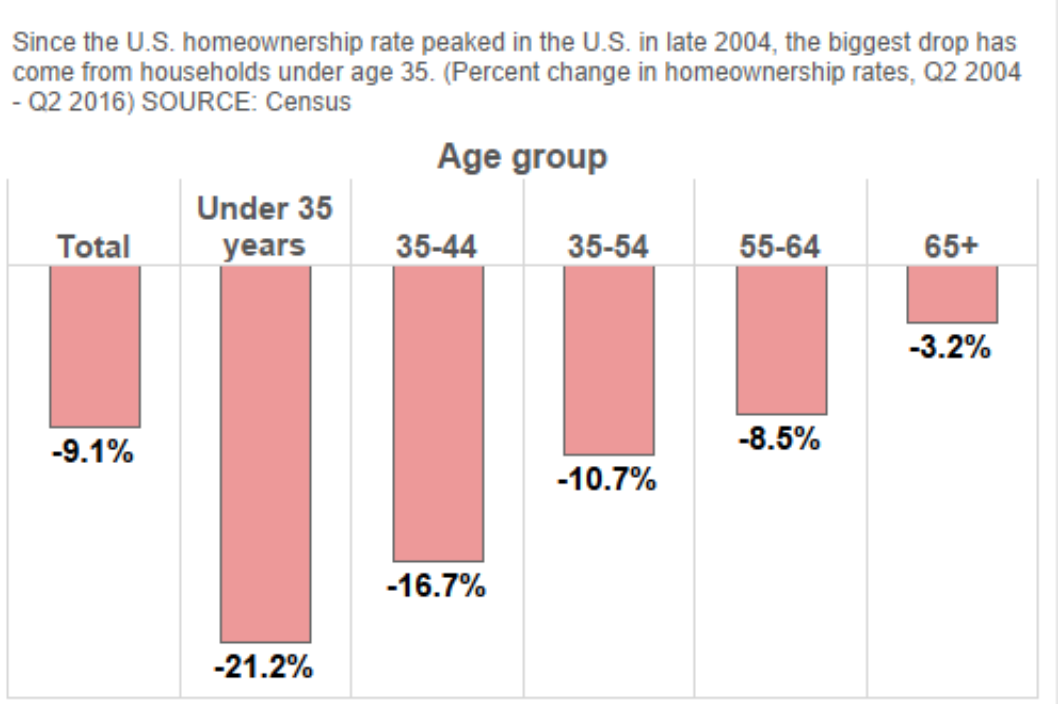 Since the U.S. homeownership rate peaked in the U.S. in late 2004, the biggest drop has
come from households under age 35. (Percent change in homeownership rates, Q2 2004
- Q2 2016) SOURCE: Census
Age group
Total
Under 35
years
35-44
35-54
55-64
65+
-9.1%
-21.2%
-16.7%
-10.7%
-8.5%
-3.2%